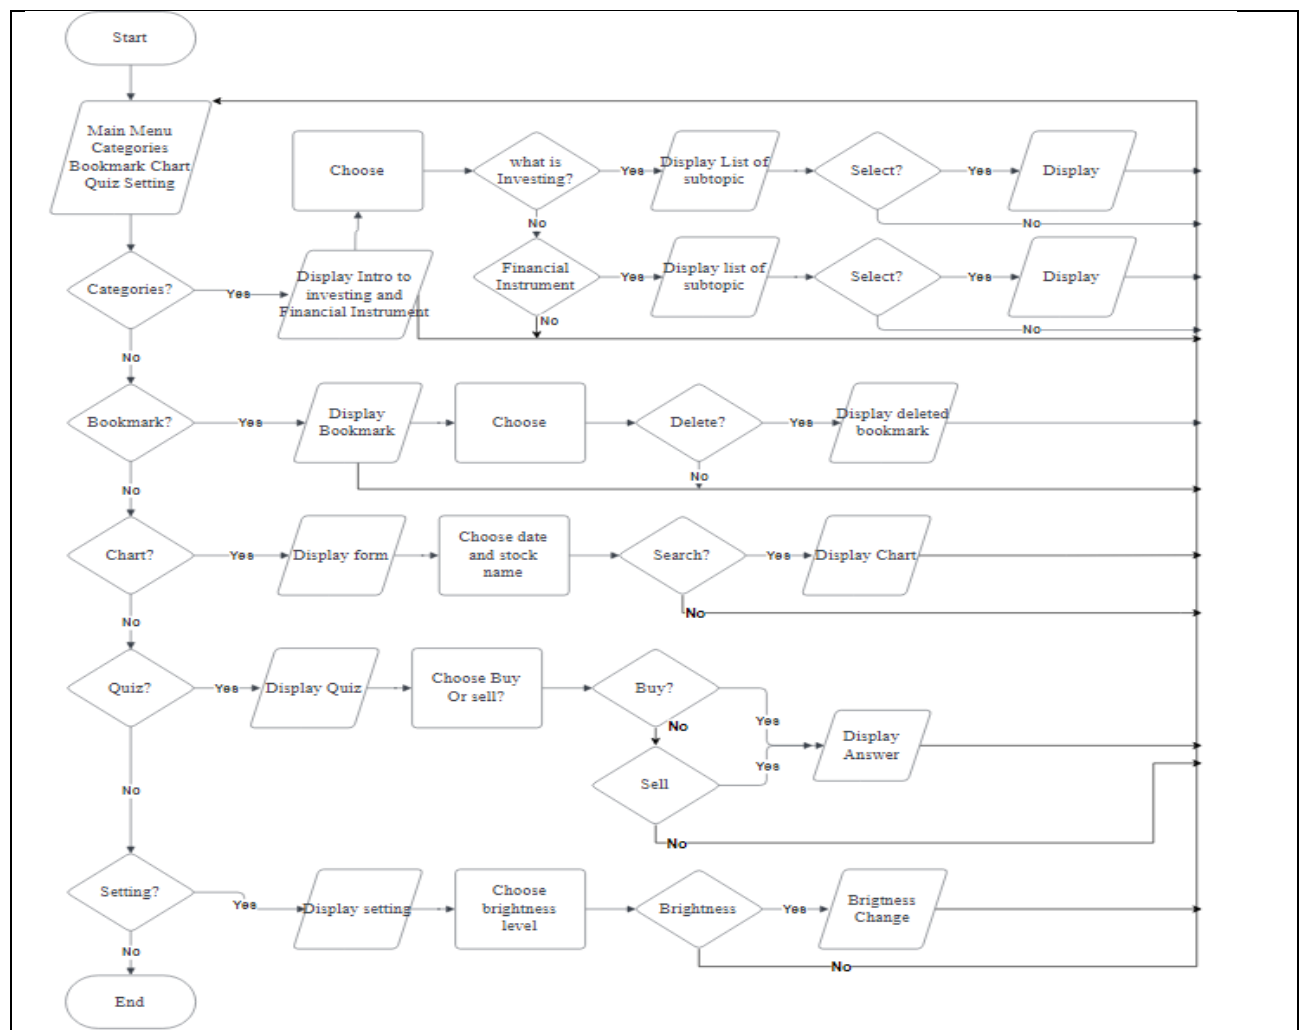 Start
Main Menu
Categories
Bookmark Chart
Quiz Setting
Choose
what is
Investing?
Yes
Display List of
subtopic
Select?
Yes
Display
No
No
Categories?
Yes
Display Intro to
investing and
Financial Instrument
Financial
Instrument
Yes
Display list of
subtopic
Select?
Yes
Display
No
No
No
Bookmark?
Yes
Display
Bookmark
Choose
Delete?
Yes
Display deleted
bookmark
No
No
Chart?
Yes
Display form
Choose date
and stock
name
Search?
Yes
Display Chart
No
No
Quiz?
Yes
Display Quiz
Choose Buy
Or sell?
Buy?
Yes
No
Display
Answer
Sell
Yes
No
No
Setting?
Yes
Display setting
Choose
brightness
level
Brightness
Yes
Brigtness
Change
No
No
End